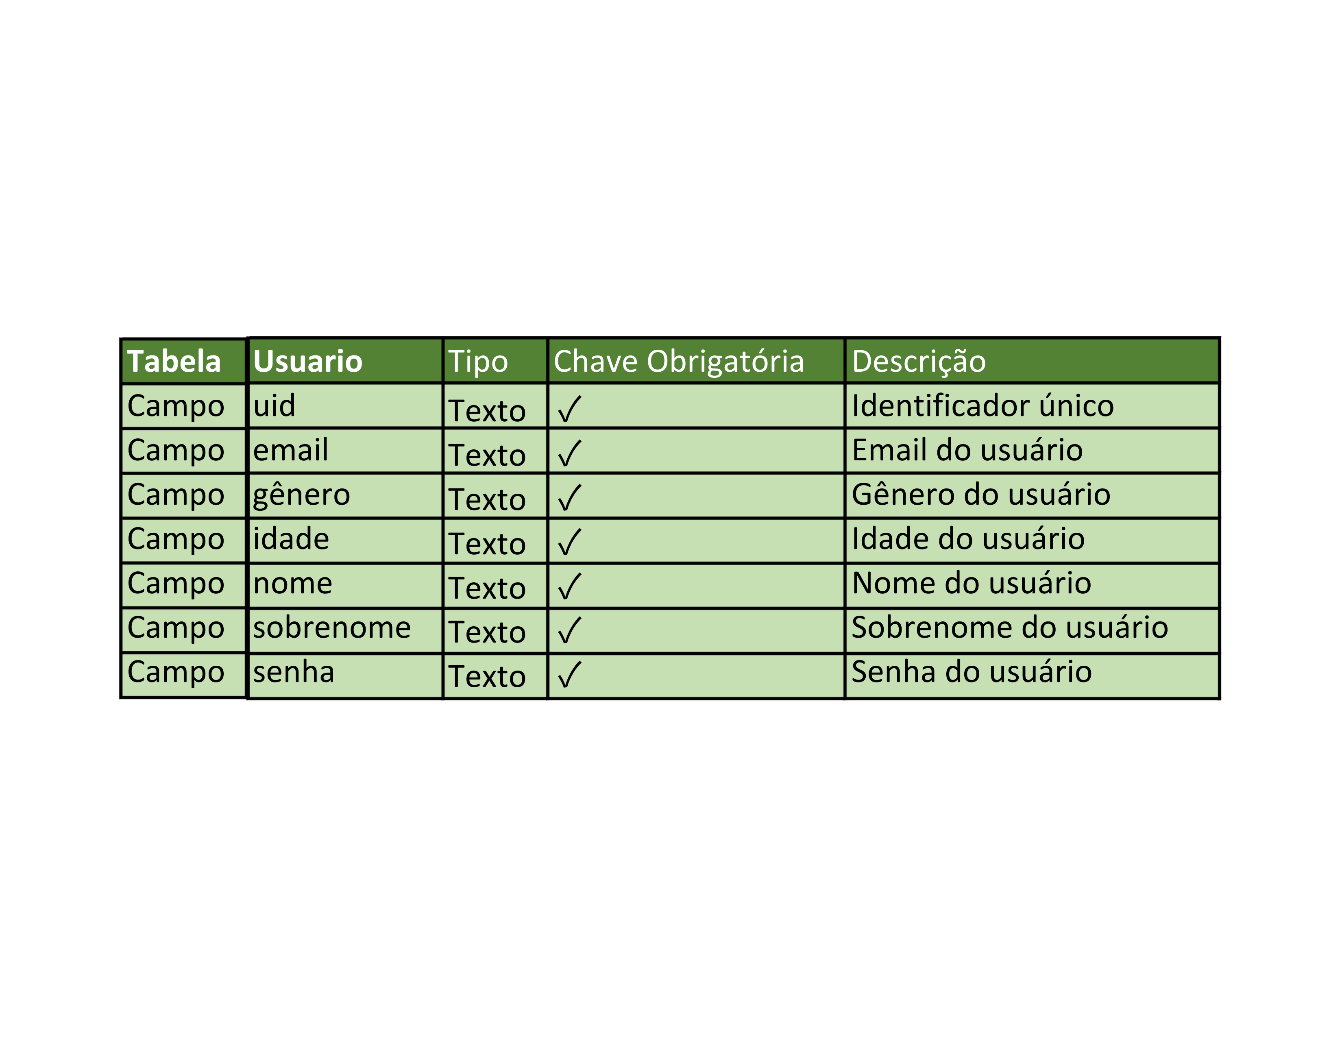 Tabela Usuario Tipo Chave Obrigatória Descrição
Campo uid Texto ✓ Identificador único
Campo email Texto ✓ Email do usuário
Campo gênero Texto ✓ Gênero do usuário
Campo idade Texto ✓ Idade do usuário
Campo nome Texto ✓ Nome do usuário
Campo sobrenome Texto ✓ Sobrenome do usuário
Campo senha Texto ✓ Senha do usuário